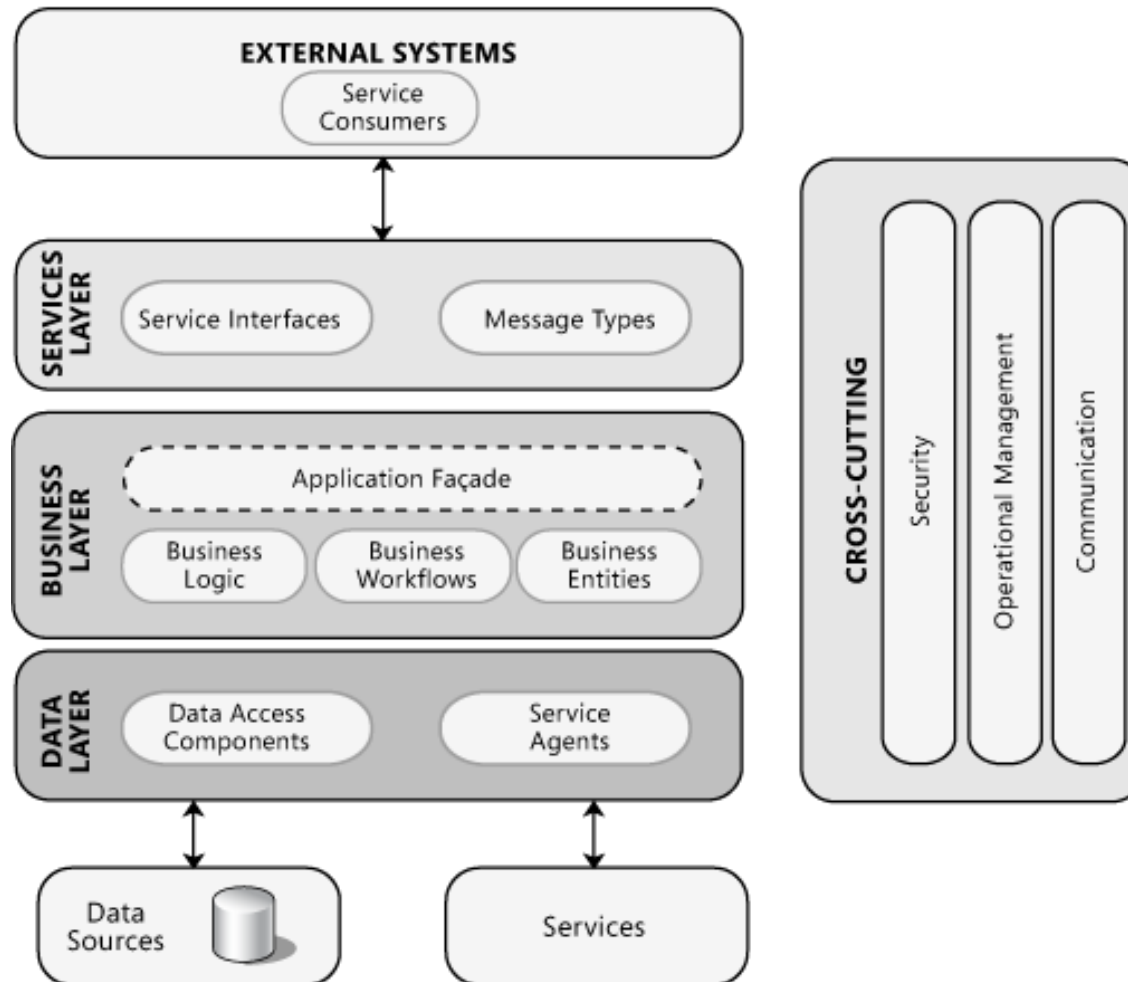 EXTERNAL SYSTEMS
Service
Consumers
SERVICES
LAYER
Service Interfaces
Message Types
BUSINESS
LAYER
Application Façade
Business
Logic
Business
Workflows
Business
Entities
DATA
LAYER
Data Access
Components
Service
Agents
Data
Sources
Services
CROSS-CUTTING
Security
Operational Management
Communication